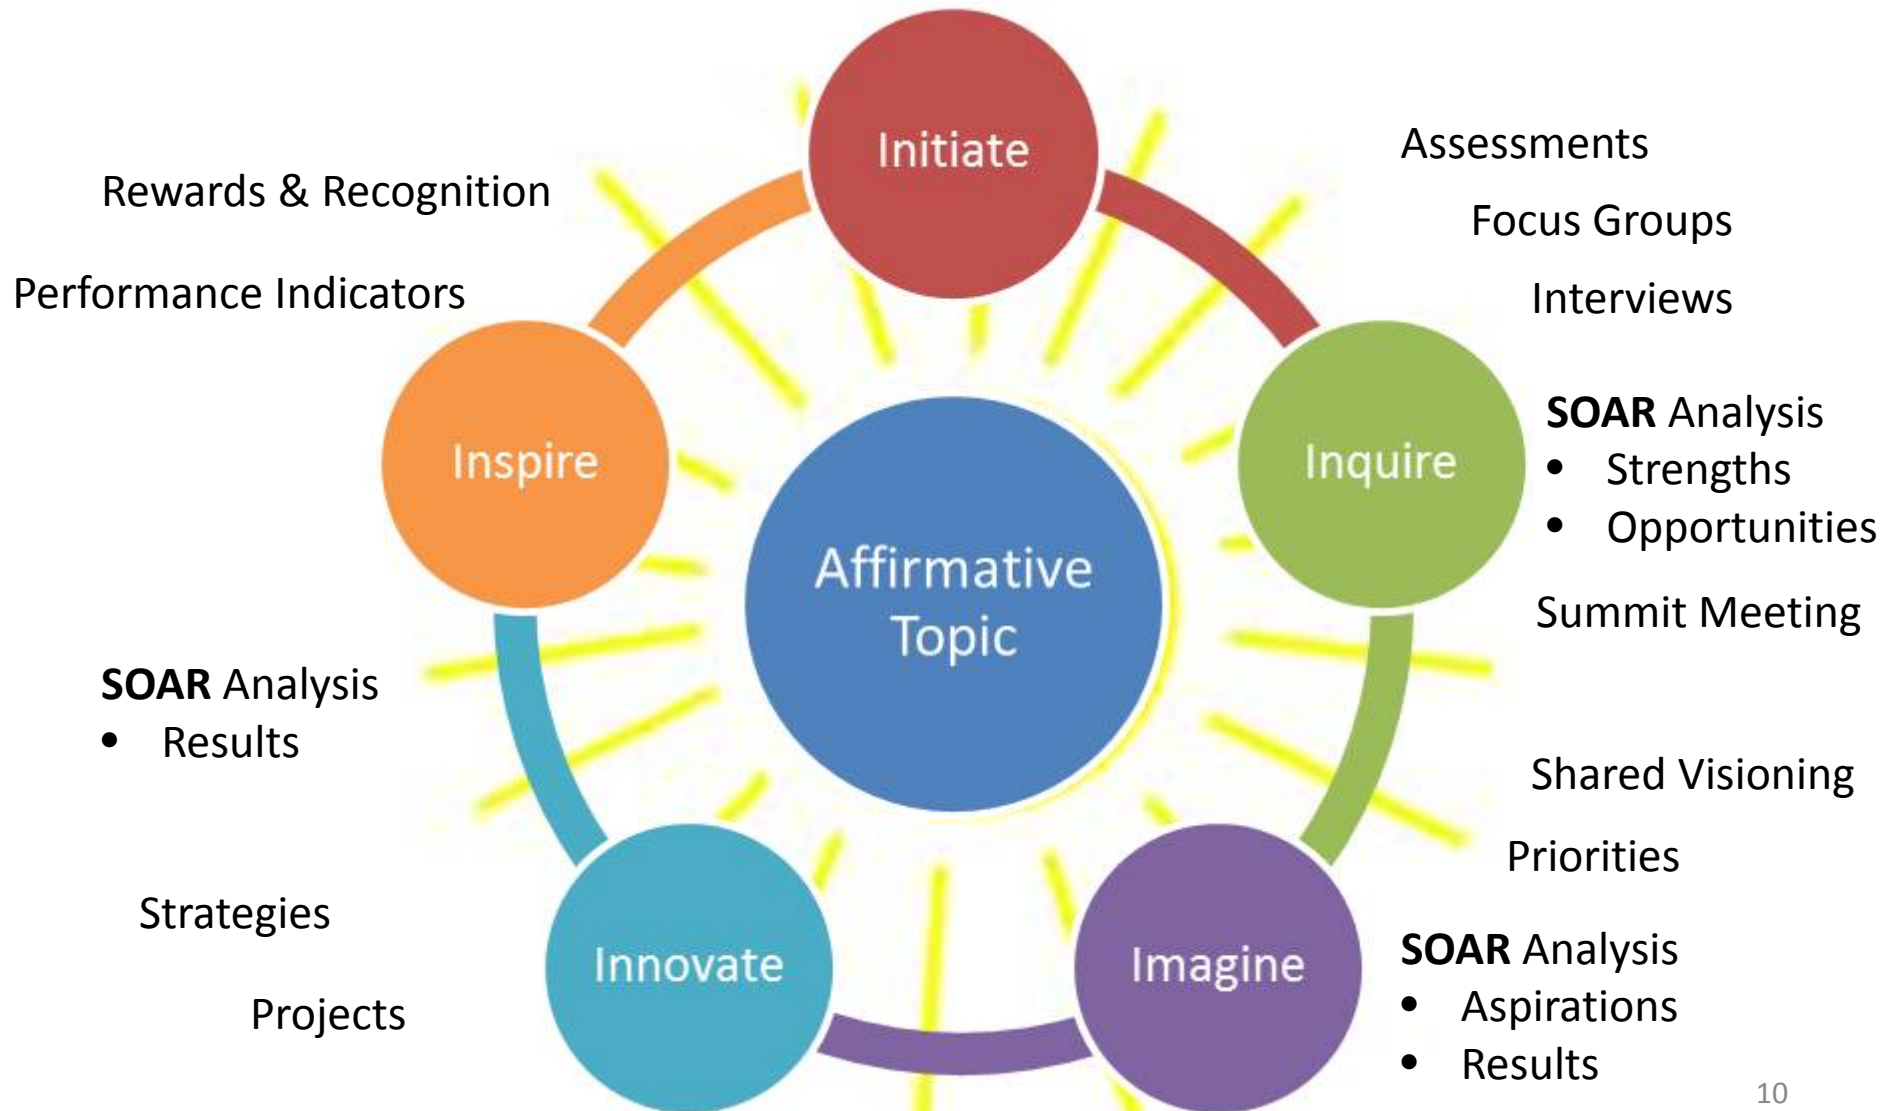 Initiate
Assessments
Focus Groups
Interviews
Inquire
SOAR Analysis
• Strengths
• Opportunities
Summit Meeting
Shared Visioning
Priorities
Imagine
SOAR Analysis
• Aspirations
• Results
Innovate
Projects
Strategies
SOAR Analysis
• Results
Inspire
Performance Indicators
Rewards & Recognition
Affirmative
Topic
10